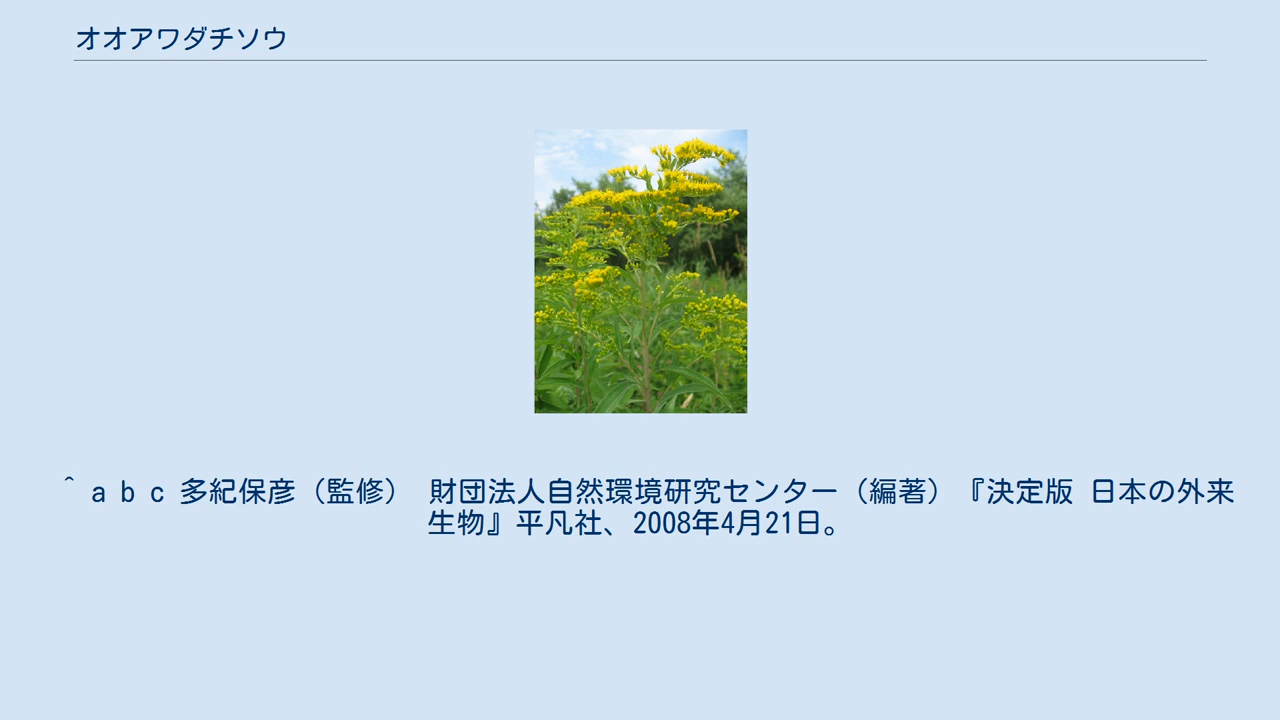 オオアワダチソウ
^ a b c 多紀保彦（監修） 財団法人自然環境研究センター（編著）『決定版 日本の外来
生物』平凡社、2008年4月21日。